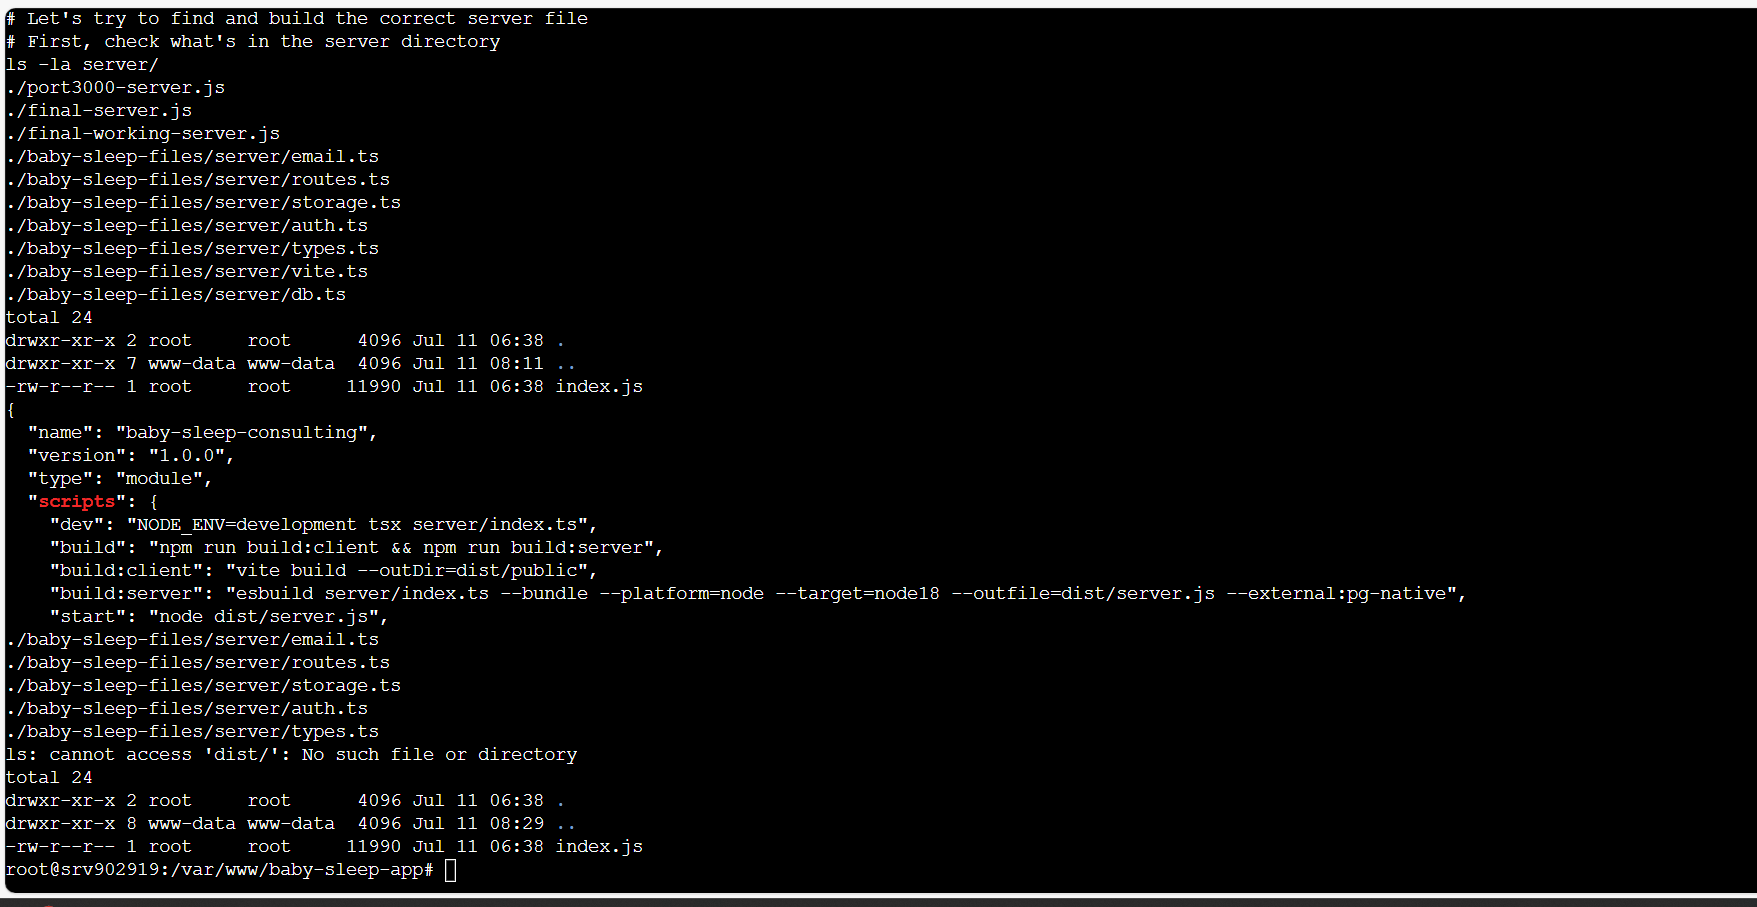 # Let's try to find and build the correct server file
# First, check what's in the server directory
ls -la server/
./port3000-server.js
./final-server.js
./final-working-server.js
./baby-sleep-files/server/email.ts
./baby-sleep-files/server/routes.ts
./baby-sleep-files/server/storage.ts
./baby-sleep-files/server/auth.ts
./baby-sleep-files/server/types.ts
./baby-sleep-files/server/vite.ts
./baby-sleep-files/server/db.ts
total 24
drwxr-xr-x 2 root     root      4096 Jul 11 06:38 .
drwxr-xr-x 7 www-data www-data  4096 Jul 11 08:11 ..
-rw-r--r-- 1 root     root     11990 Jul 11 06:38 index.js
{
  "name": "baby-sleep-consulting",
  "version": "1.0.0",
  "type": "module",
  "scripts": {
    "dev": "NODE_ENV=development tsx server/index.ts",
    "build": "npm run build:client && npm run build:server",
    "build:client": "vite build --outDir=dist/public",
    "build:server": "esbuild server/index.ts --bundle --platform=node --target=node18 --outfile=dist/server.js --external:pg-native",
    "start": "node dist/server.js",
./baby-sleep-files/server/email.ts
./baby-sleep-files/server/routes.ts
./baby-sleep-files/server/storage.ts
./baby-sleep-files/server/auth.ts
./baby-sleep-files/server/types.ts
ls: cannot access 'dist/': No such file or directory
total 24
drwxr-xr-x 2 root     root      4096 Jul 11 06:38 .
drwxr-xr-x 8 www-data www-data  4096 Jul 11 08:29 ..
-rw-r--r-- 1 root     root     11990 Jul 11 06:38 index.js
root@srv902919:/var/www/baby-sleep-app#